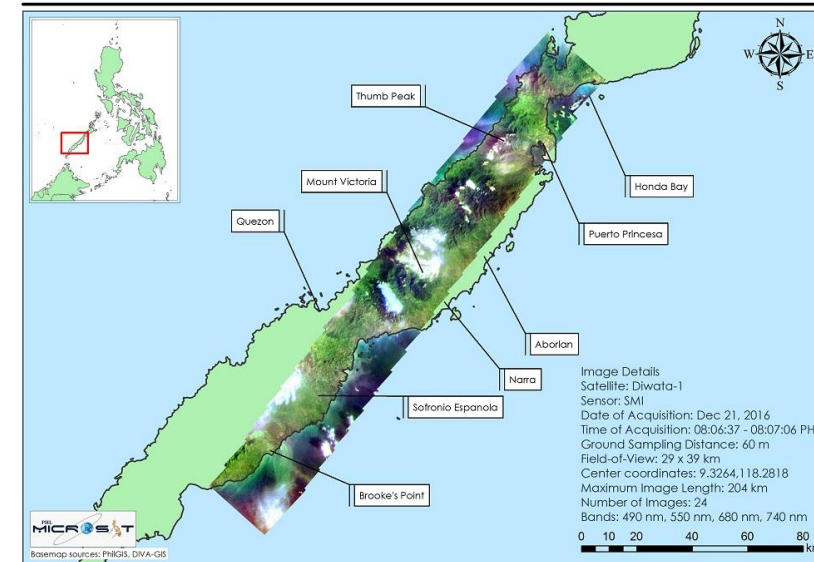 N
W
E
S
Thumb Peak
Mount Victoria
Honda Bay
Quezon
Puerto Princesa
Aborlan
Narra
Sofronio Espanola
Brooke's Point
Image Details
Satellite: Diwata-1
Sensor: SMI
Date of Acquisition: Dec 21, 2016
Time of Acquisition: 08:06:37 - 08:07:06 PH
Ground Sampling Distance: 60 m
Field-of-View: 29 x 39 km
Center coordinates: 9.3264,118.2818
Maximum Image Length: 204 km
Number of Images: 24
Bands: 490 nm, 550 nm, 680 nm, 740 nm
0 10 20 40 60 80
km
PHL
MICROSAT
Basemap sources: PhilGIS, DIVA-GIS